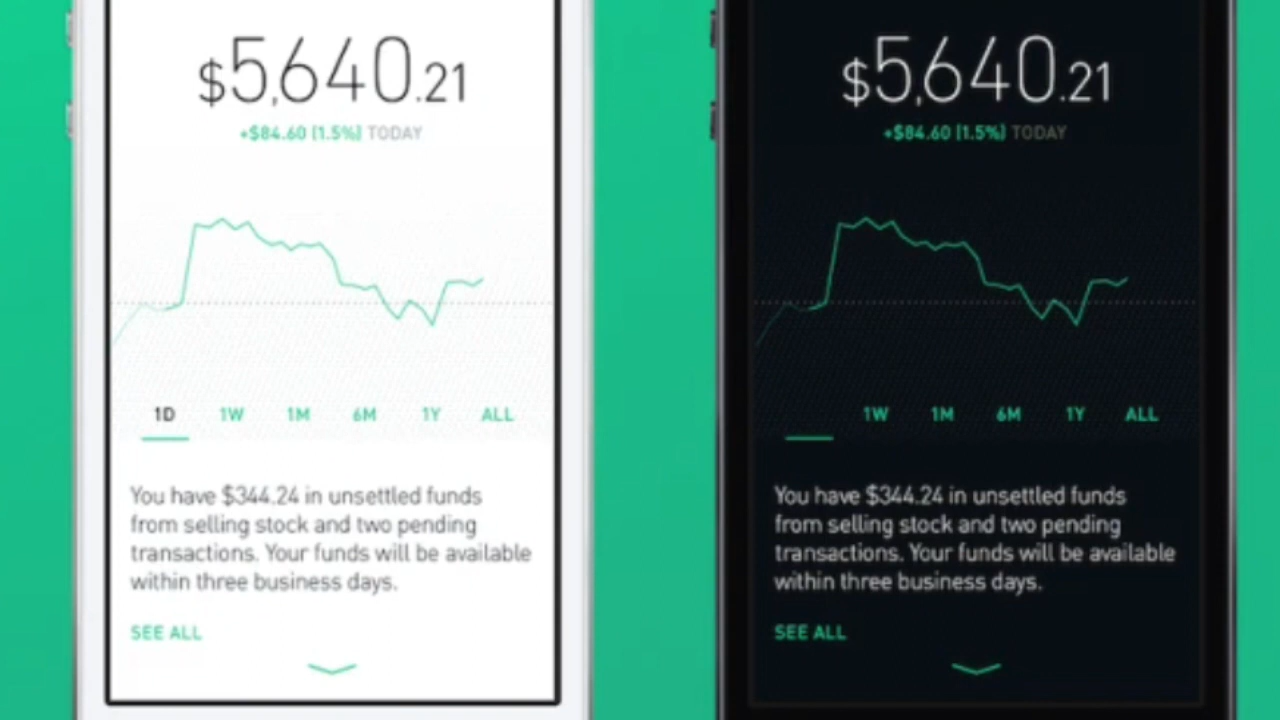 $5,640.21
+$84.60 (1.5%) TODAY
1D 1W 1M 6M 1Y ALL
You have $344.24 in unsettled funds
from selling stock and two pending
transactions. Your funds will be available
within three business days.
SEE ALL
$5,640.21
+$84.60 (1.5%) TODAY
1W 1M 6M 1Y ALL
You have $344.24 in unsettled funds
from selling stock and two pending
transactions. Your funds will be available
within three business days.
SEE ALL